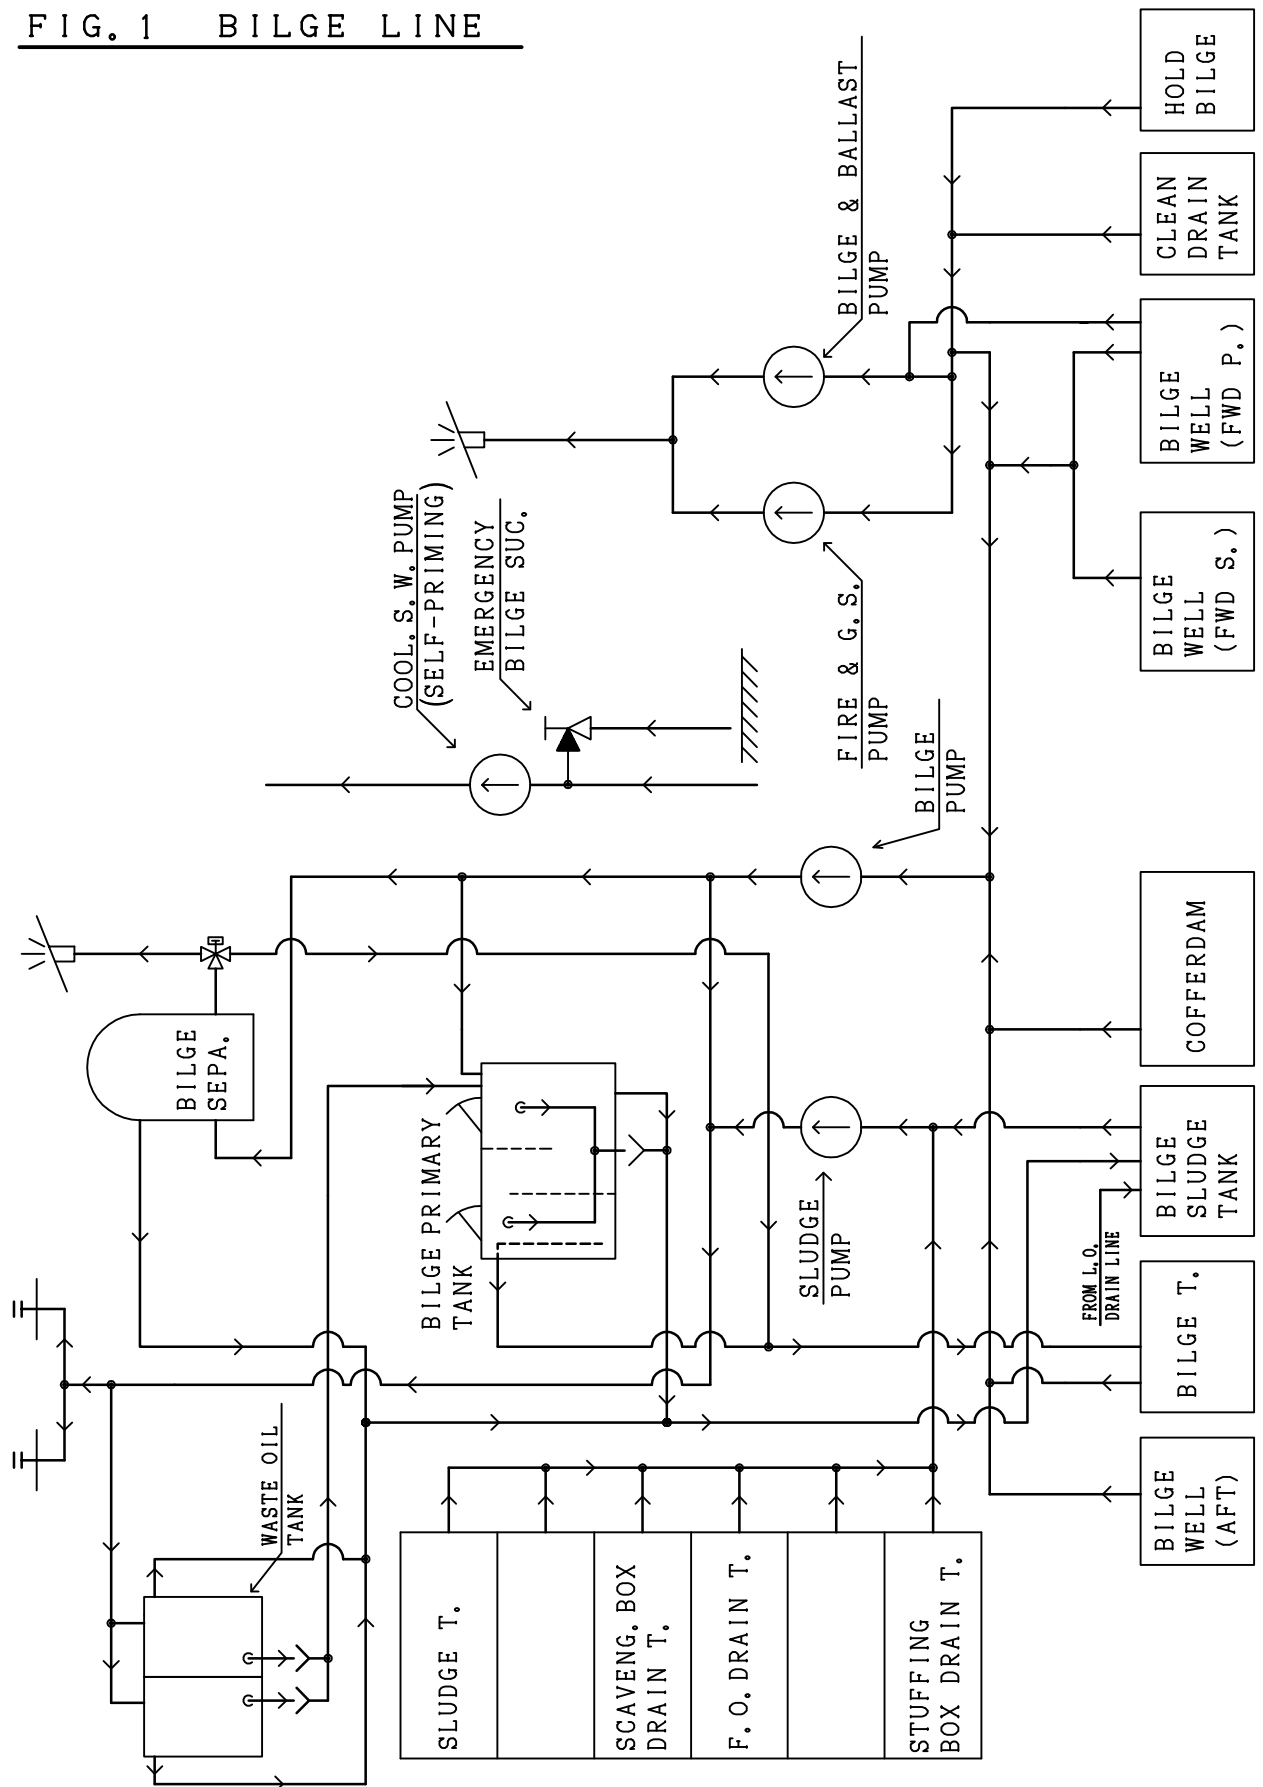 FIG. 1 BILGE LINE
HOLD
BILGE
CLEAN
DRAIN
TANK
BILGE
WELL
(FWD P.)
BILGE
WELL
(FWD S.)
BILGE & BALLAST
PUMP
FIRE & G.S.
PUMP
COOL. S.W. PUMP
(SELF-PRIMING)
EMERGENCY
BILGE SUC.
BILGE
PUMP
COFFERDAM
BILGE
SLUDGE
TANK
FROM L.O.
DRAIN LINE
BILGE T.
BILGE
WELL
(AFT)
BILGE
SEPA.
BILGE PRIMARY
TANK
SLUDGE
PUMP
WASTE OIL
TANK
SLUDGE T.
SCAVENG. BOX
DRAIN T.
F.O. DRAIN T.
STUFFING
BOX DRAIN T.